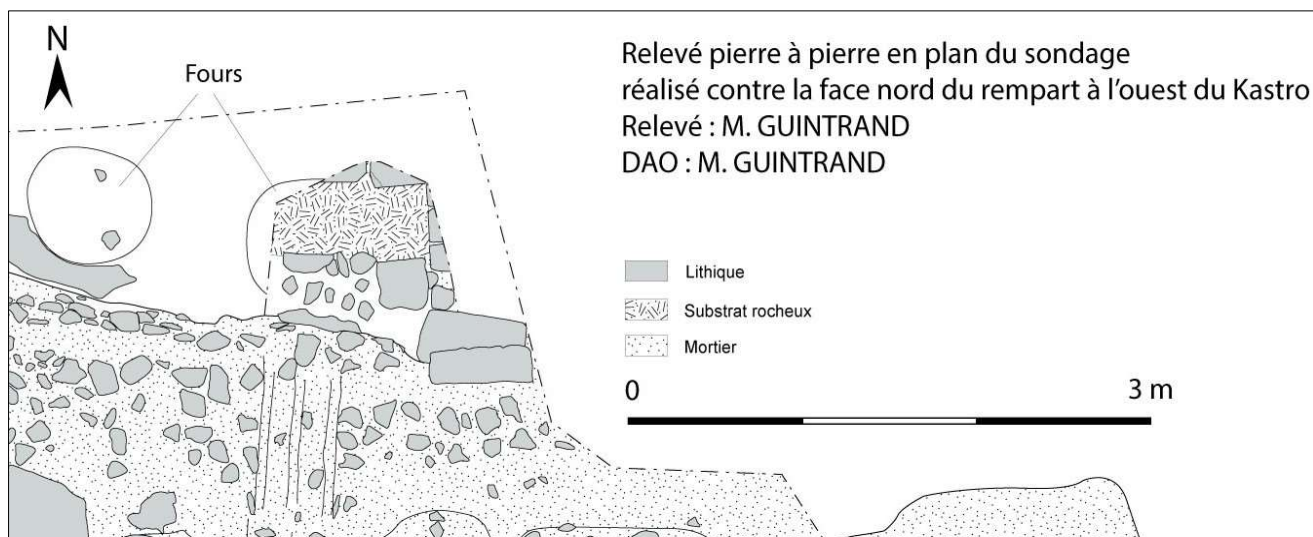 N
Fours
Relevé pierre à pierre en plan du sondage
réalisé contre la face nord du rempart à l'ouest du Kastro
Relevé : M. GUINTRAND
DAO : M. GUINTRAND
Lithique
Substrat rocheux
Mortier
0 3 m